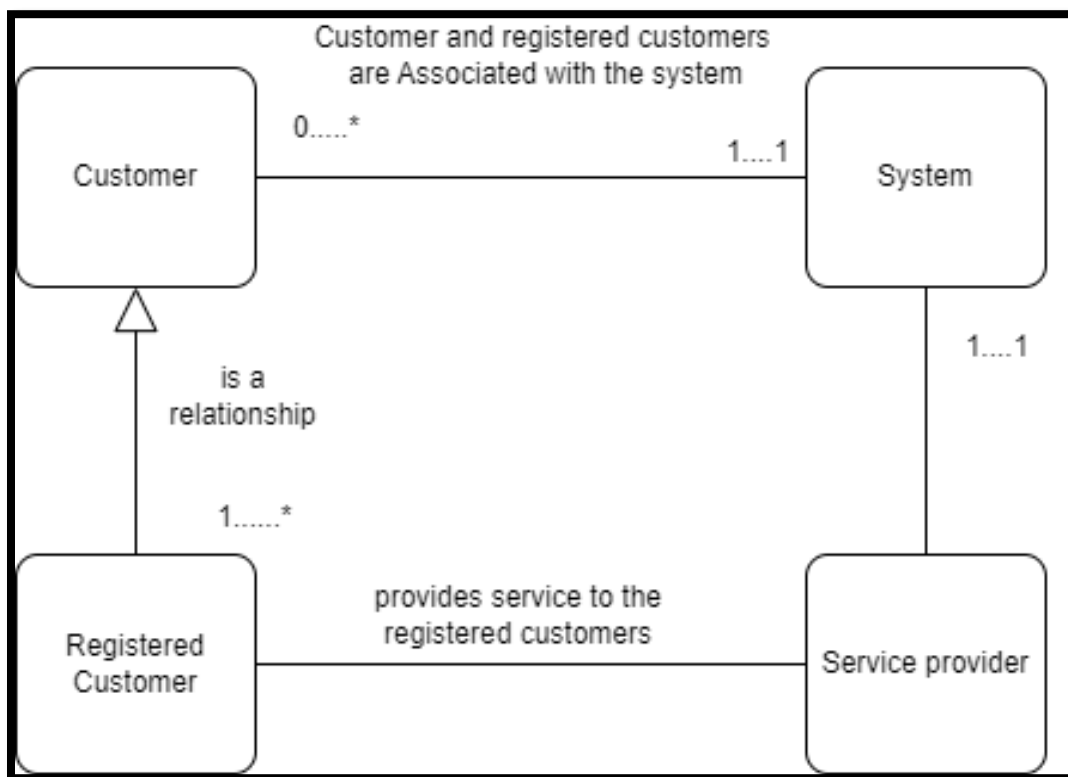 Customer and registered customers
are Associated with the system
0.....*
1....1
Customer
System
1....1
is a
relationship
1......*
provides service to the
registered customers
Registered
Customer
Service provider